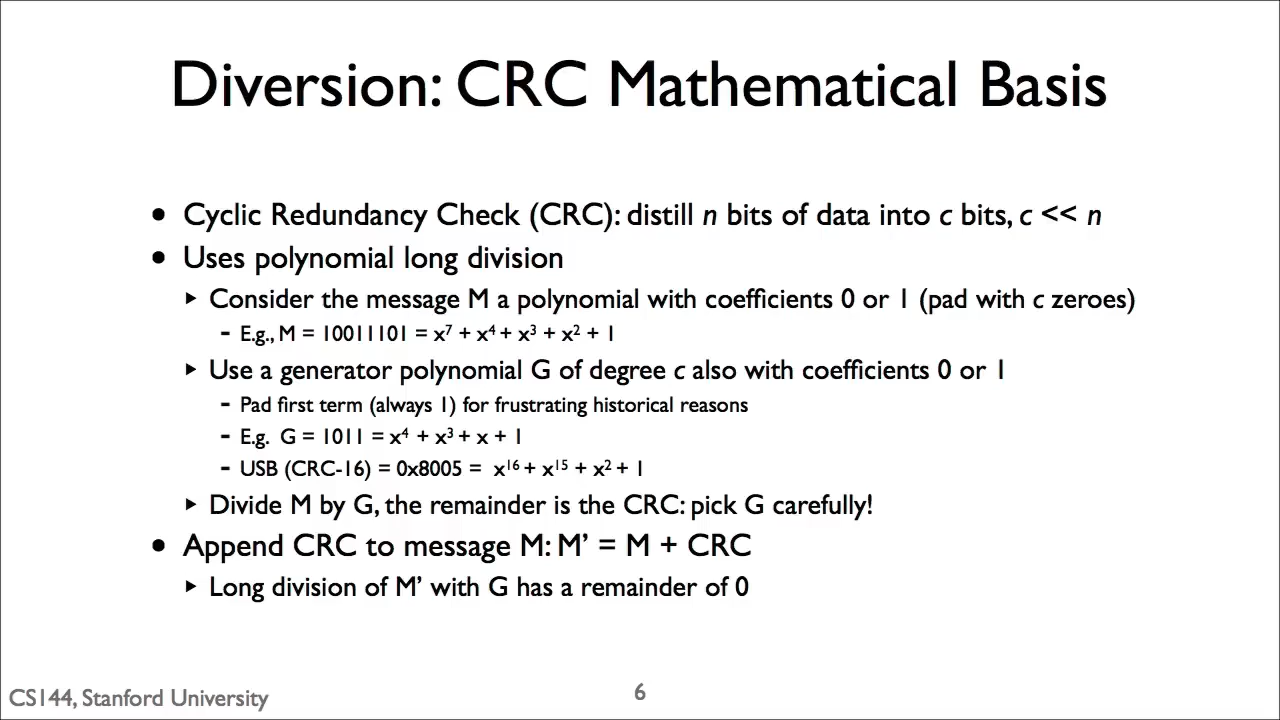 Diversion: CRC Mathematical Basis
• Cyclic Redundancy Check (CRC): distill n bits of data into c bits, c << n
• Uses polynomial long division
▸ Consider the message M a polynomial with coefficients 0 or 1 (pad with c zeroes)
- E.g., M = 10011101 = x⁷ + x⁴ + x³ + x² + 1
▸ Use a generator polynomial G of degree c also with coefficients 0 or 1
- Pad first term (always 1) for frustrating historical reasons
- E.g. G = 1011 = x⁴ + x³ + x + 1
- USB (CRC-16) = 0x8005 = x¹⁶ + x¹⁵ + x² + 1
▸ Divide M by G, the remainder is the CRC: pick G carefully!
• Append CRC to message M: M’ = M + CRC
▸ Long division of M’ with G has a remainder of 0
CS144, Stanford University
6